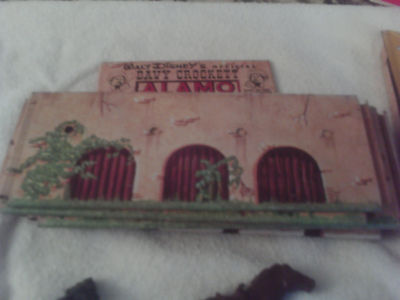 WALT DISNEY'S OFFICIAL
DAVY CROCKETT
ALAMO